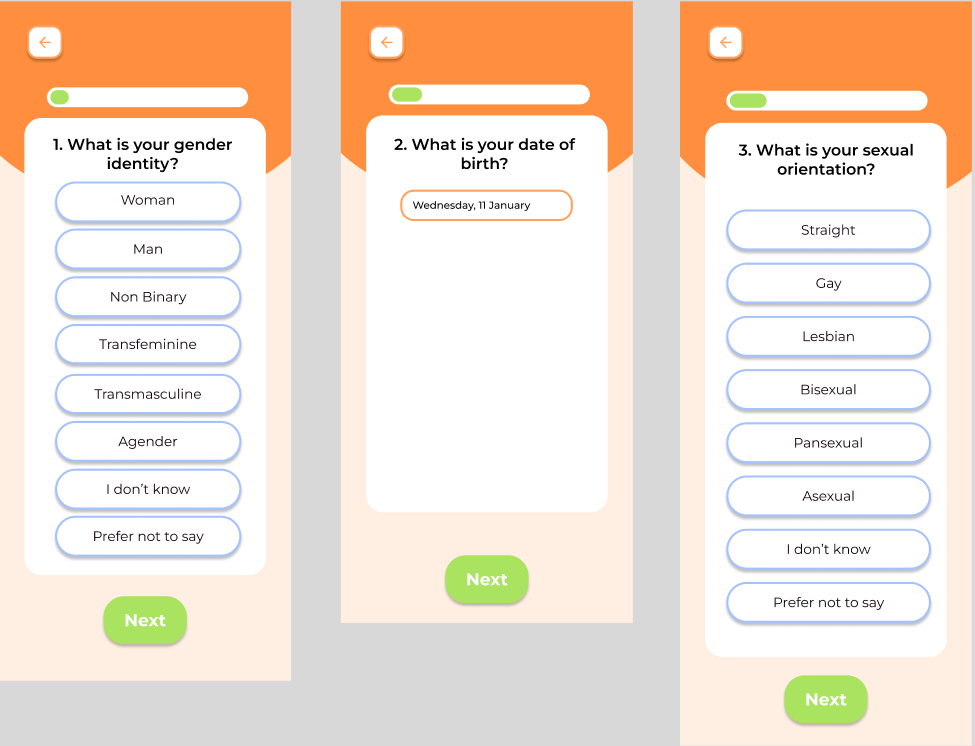 1. What is your gender
identity?
Woman
Man
Non Binary
Transfeminine
Transmasculine
Agender
I don’t know
Prefer not to say
Next
2. What is your date of
birth?
Wednesday, 11 January
Next
3. What is your sexual
orientation?
Straight
Gay
Lesbian
Bisexual
Pansexual
Asexual
I don’t know
Prefer not to say
Next